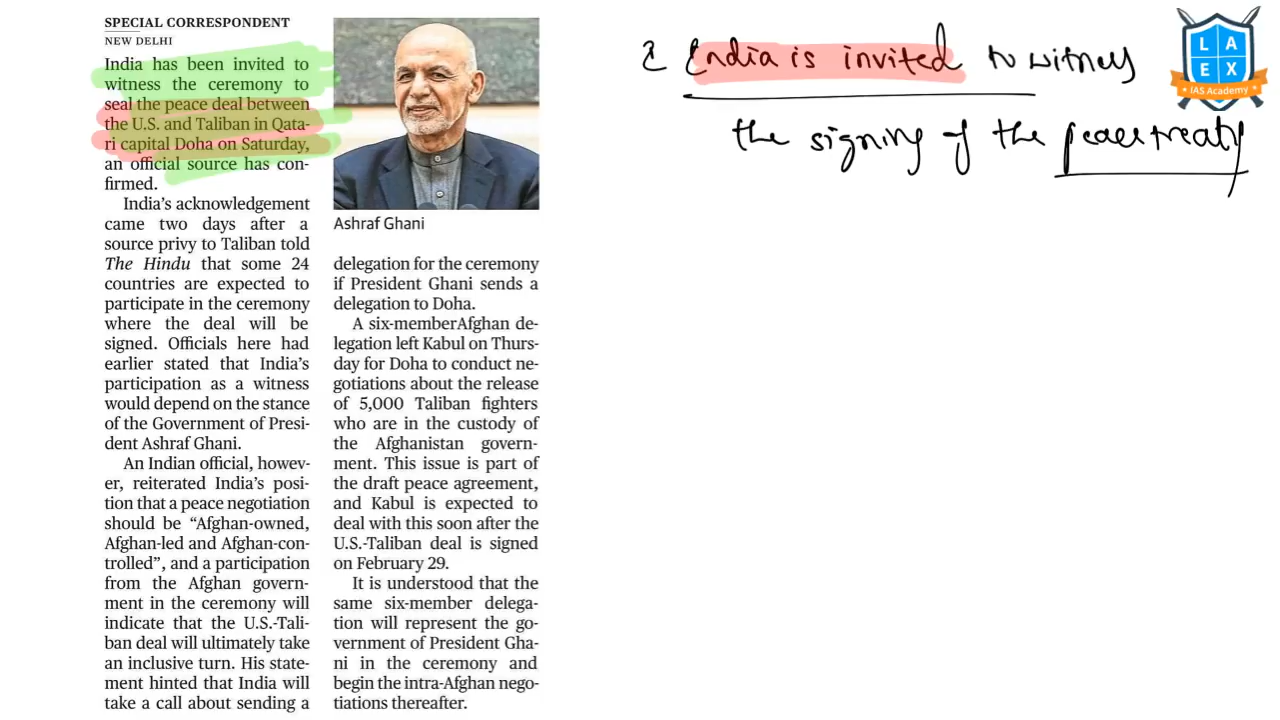 SPECIAL CORRESPONDENT
NEW DELHI
India has been invited to
witness the ceremony to
seal the peace deal between
the U.S. and Taliban in Qata-
ri capital Doha on Saturday,
an official source has con-
firmed.
India’s acknowledgement
came two days after a
source privy to Taliban told
The Hindu that some 24
countries are expected to
participate in the ceremony
where the deal will be
signed. Officials here had
earlier stated that India’s
participation as a witness
would depend on the stance
of the Government of Presi-
dent Ashraf Ghani.
An Indian official, howev-
er, reiterated India’s posi-
tion that a peace negotiation
should be “Afghan-owned,
Afghan-led and Afghan-con-
trolled”, and a participation
from the Afghan govern-
ment in the ceremony will
indicate that the U.S.-Tali-
ban deal will ultimately take
an inclusive turn. His state-
ment hinted that India will
take a call about sending a
Ashraf Ghani
delegation for the ceremony
if President Ghani sends a
delegation to Doha.
A six-memberAfghan de-
legation left Kabul on Thurs-
day for Doha to conduct ne-
gotiations about the release
of 5,000 Taliban fighters
who are in the custody of
the Afghanistan govern-
ment. This issue is part of
the draft peace agreement,
and Kabul is expected to
deal with this soon after the
U.S.-Taliban deal is signed
on February 29.
It is understood that the
same six-member delega-
tion will represent the go-
vernment of President Gha-
ni in the ceremony and
begin the intra-Afghan nego-
tiations thereafter.
India is invited to witness
the signing of the peace treaty
LA
EX
IAS Academy